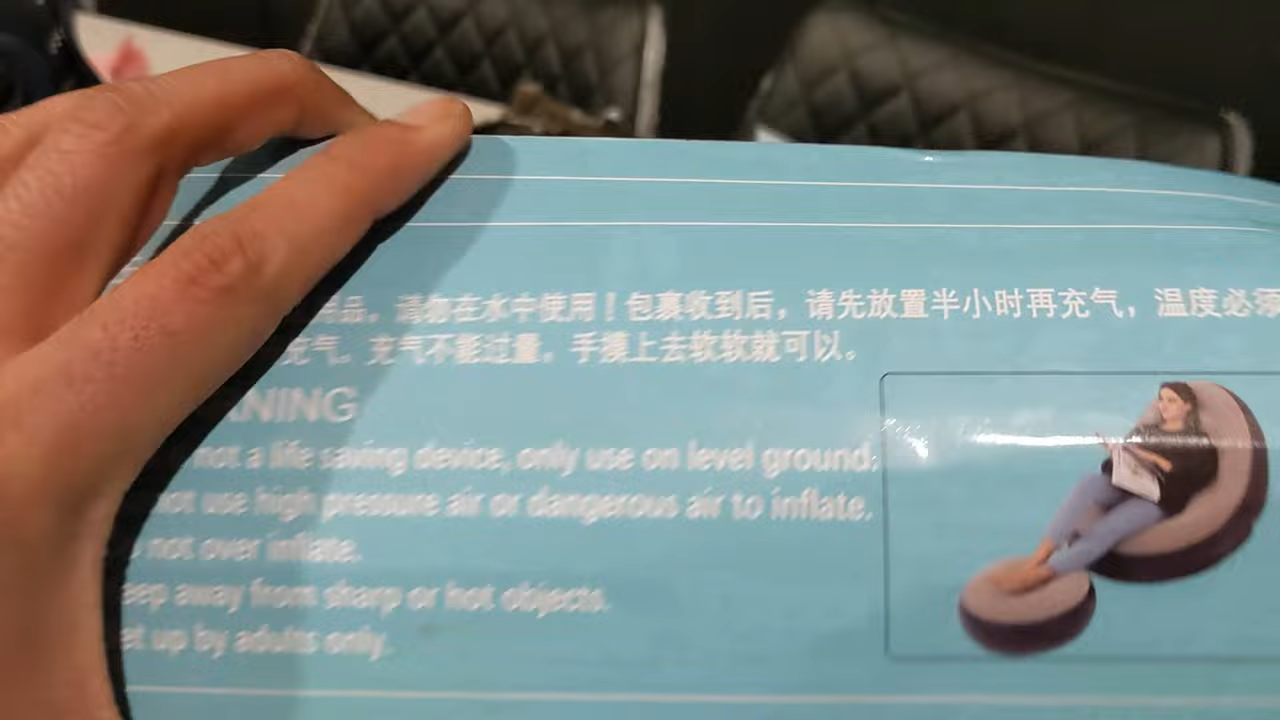 品。请勿在水中使用！包裹收到后，请先放置半小时再充气，温度必须
充气。充气不能过量。手摸上去软软就可以。
NING
not a life saving device, only use on level ground.
not use high pressure air or dangerous air to inflate.
not over inflate.
eep away from sharp or hot objects.
et up by adults only.